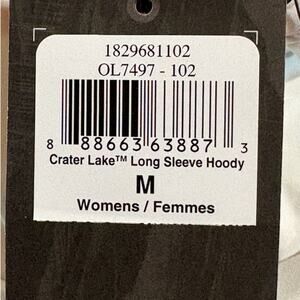 1829681102
OL7497 - 102
8 88663 63887 3
Crater Lake™ Long Sleeve Hoody
M
Womens / Femmes